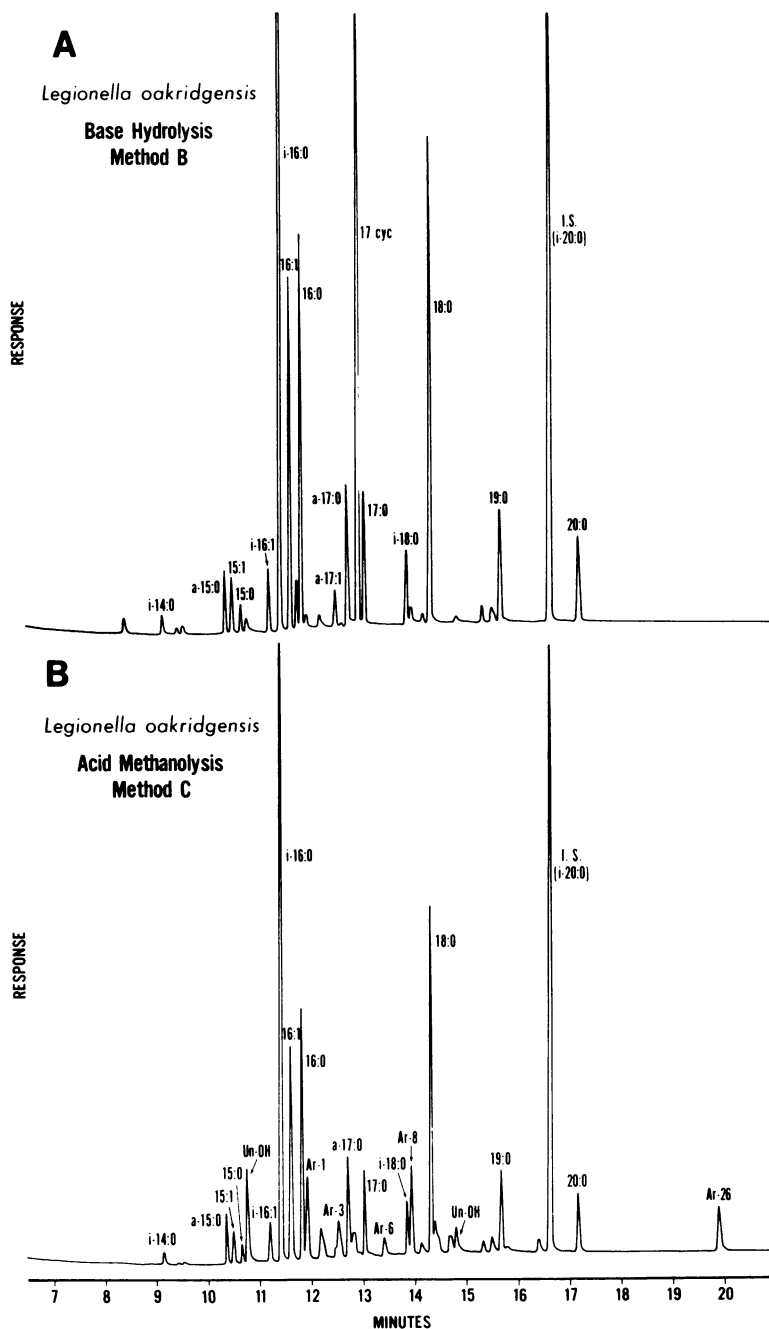 A
Legionella oakridgensis
Base Hydrolysis
Method B
RESPONSE
i-14:0
a-15:0
15:1
15:0
i-16:1
i-16:0
16:1
16:0
a-17:1
a-17:0
17 cyc
17:0
i-18:0
18:0
19:0
I.S.
(i-20:0)
20:0
B
Legionella oakridgensis
Acid Methanolysis
Method C
RESPONSE
i-14:0
a-15:0
15:1
15:0
Un-OH
i-16:1
i-16:0
16:1
16:0
Ar-1
Ar-3
a-17:0
17:0
Ar-6
i-18:0
Ar-8
18:0
Un-OH
19:0
I.S.
(i-20:0)
20:0
Ar-26
7 8 9 10 11 12 13 14 15 16 17 18 19 20
MINUTES